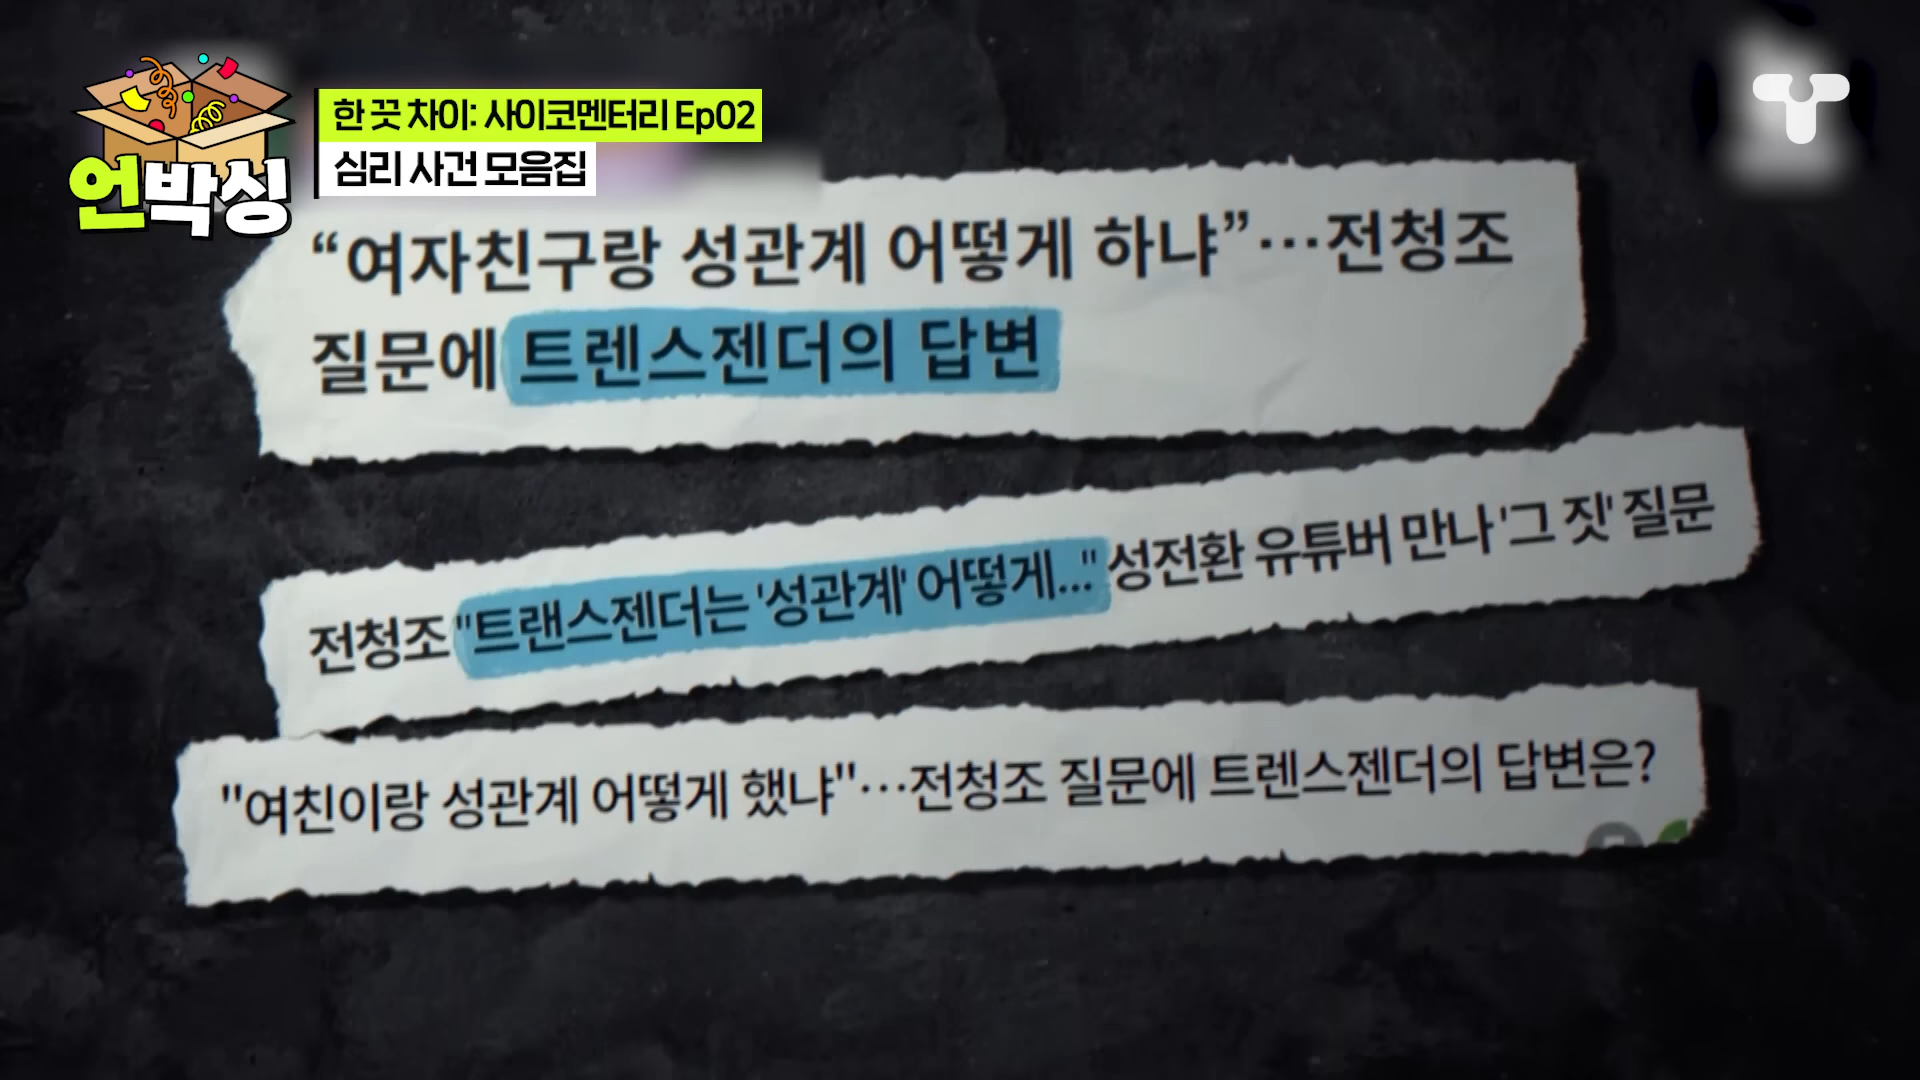 언박싱
한 끗 차이: 사이코멘터리 Ep02
심리 사건 모음집
“여자친구랑 성관계 어떻게 하냐”…전청조
질문에 트렌스젠더의 답변
전청조 "트랜스젠더는 '성관계' 어떻게..." 성전환 유튜버 만나 '그 짓' 질문
"여친이랑 성관계 어떻게 했냐"…전청조 질문에 트렌스젠더의 답변은?